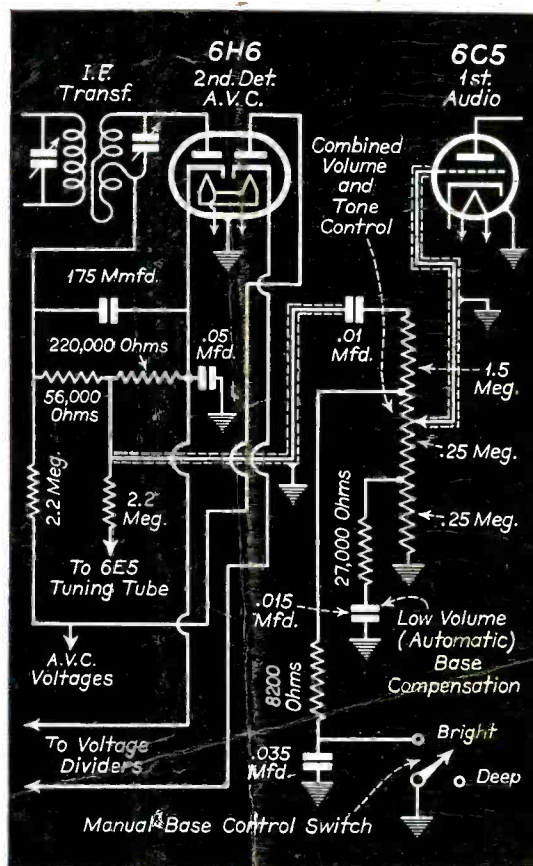 6H6
2nd. Det.
A.V.C.
6C5
1st.
Audio
I.F.
Transf.
Combined
Volume
and
Tone
Control
175 Mmfd.
.05
Mfd.
.01
Mfd.
220,000 Ohms
56,000
Ohms
1.5
Meg.
.25 Meg.
.25 Meg.
2.2 Meg.
2.2
Meg.
27,000 Ohms
To 6E5
Tuning Tube
.015
Mfd.
Low Volume
(Automatic)
Base
Compensation
A.V.C.
Voltages
8200
Ohms
To Voltage
Dividers
.035
Mfd.
Bright
Deep
Manual Base Control Switch